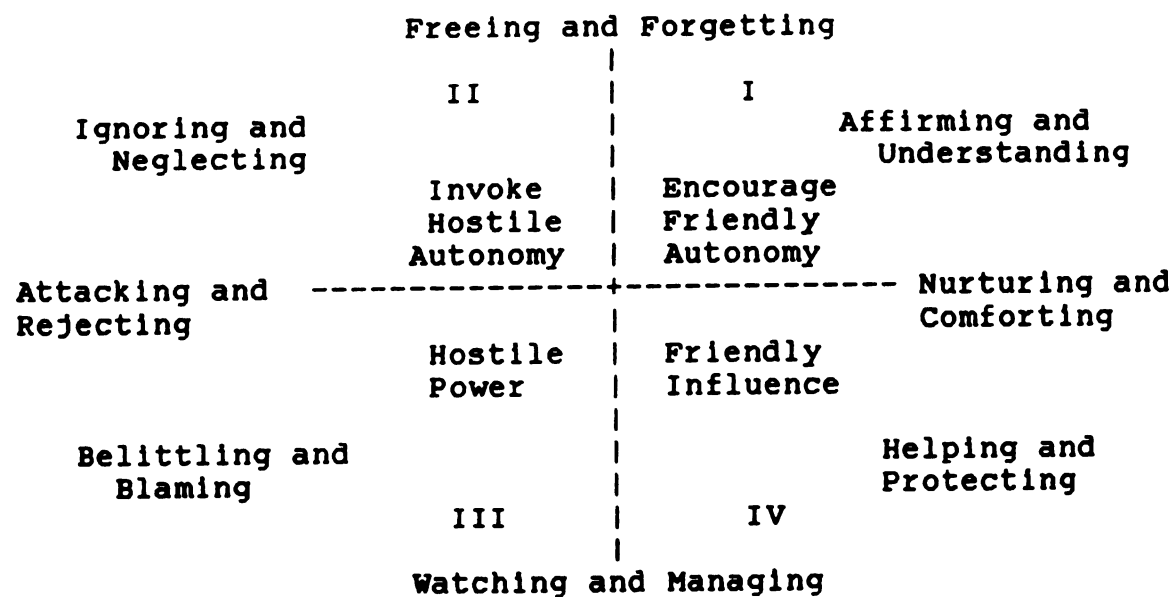 Freeing and Forgetting
II
I
Ignoring and
Neglecting
Affirming and
Understanding
Invoke
Hostile
Autonomy
Encourage
Friendly
Autonomy
Attacking and
Rejecting
Nurturing and
Comforting
Hostile
Power
Friendly
Influence
Belittling and
Blaming
Helping and
Protecting
III
IV
Watching and Managing